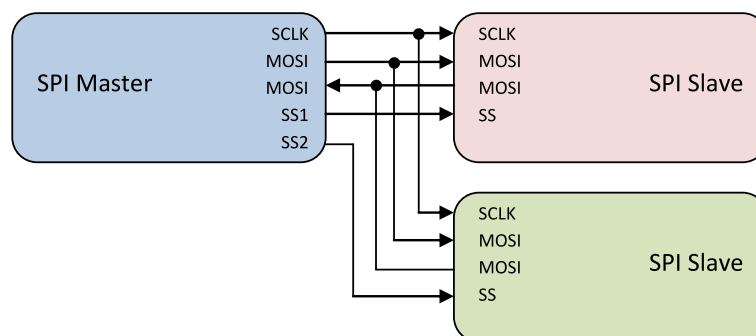 SPI Master
SCLK
MOSI
MOSI
SS1
SS2
SCLK
MOSI
MOSI
SS
SPI Slave
SCLK
MOSI
MOSI
SS
SPI Slave